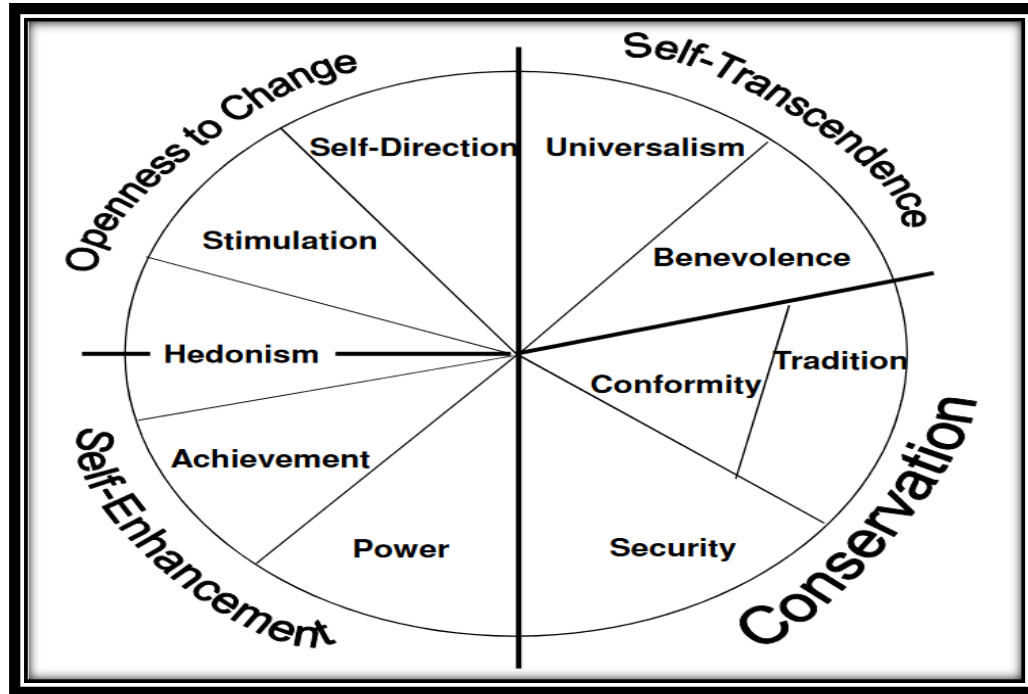 Openness to Change
Self-Transcendence
Self-Direction
Universalism
Stimulation
Benevolence
Hedonism
Tradition
Conformity
Achievement
Self-Enhancement
Power
Security
Conservation